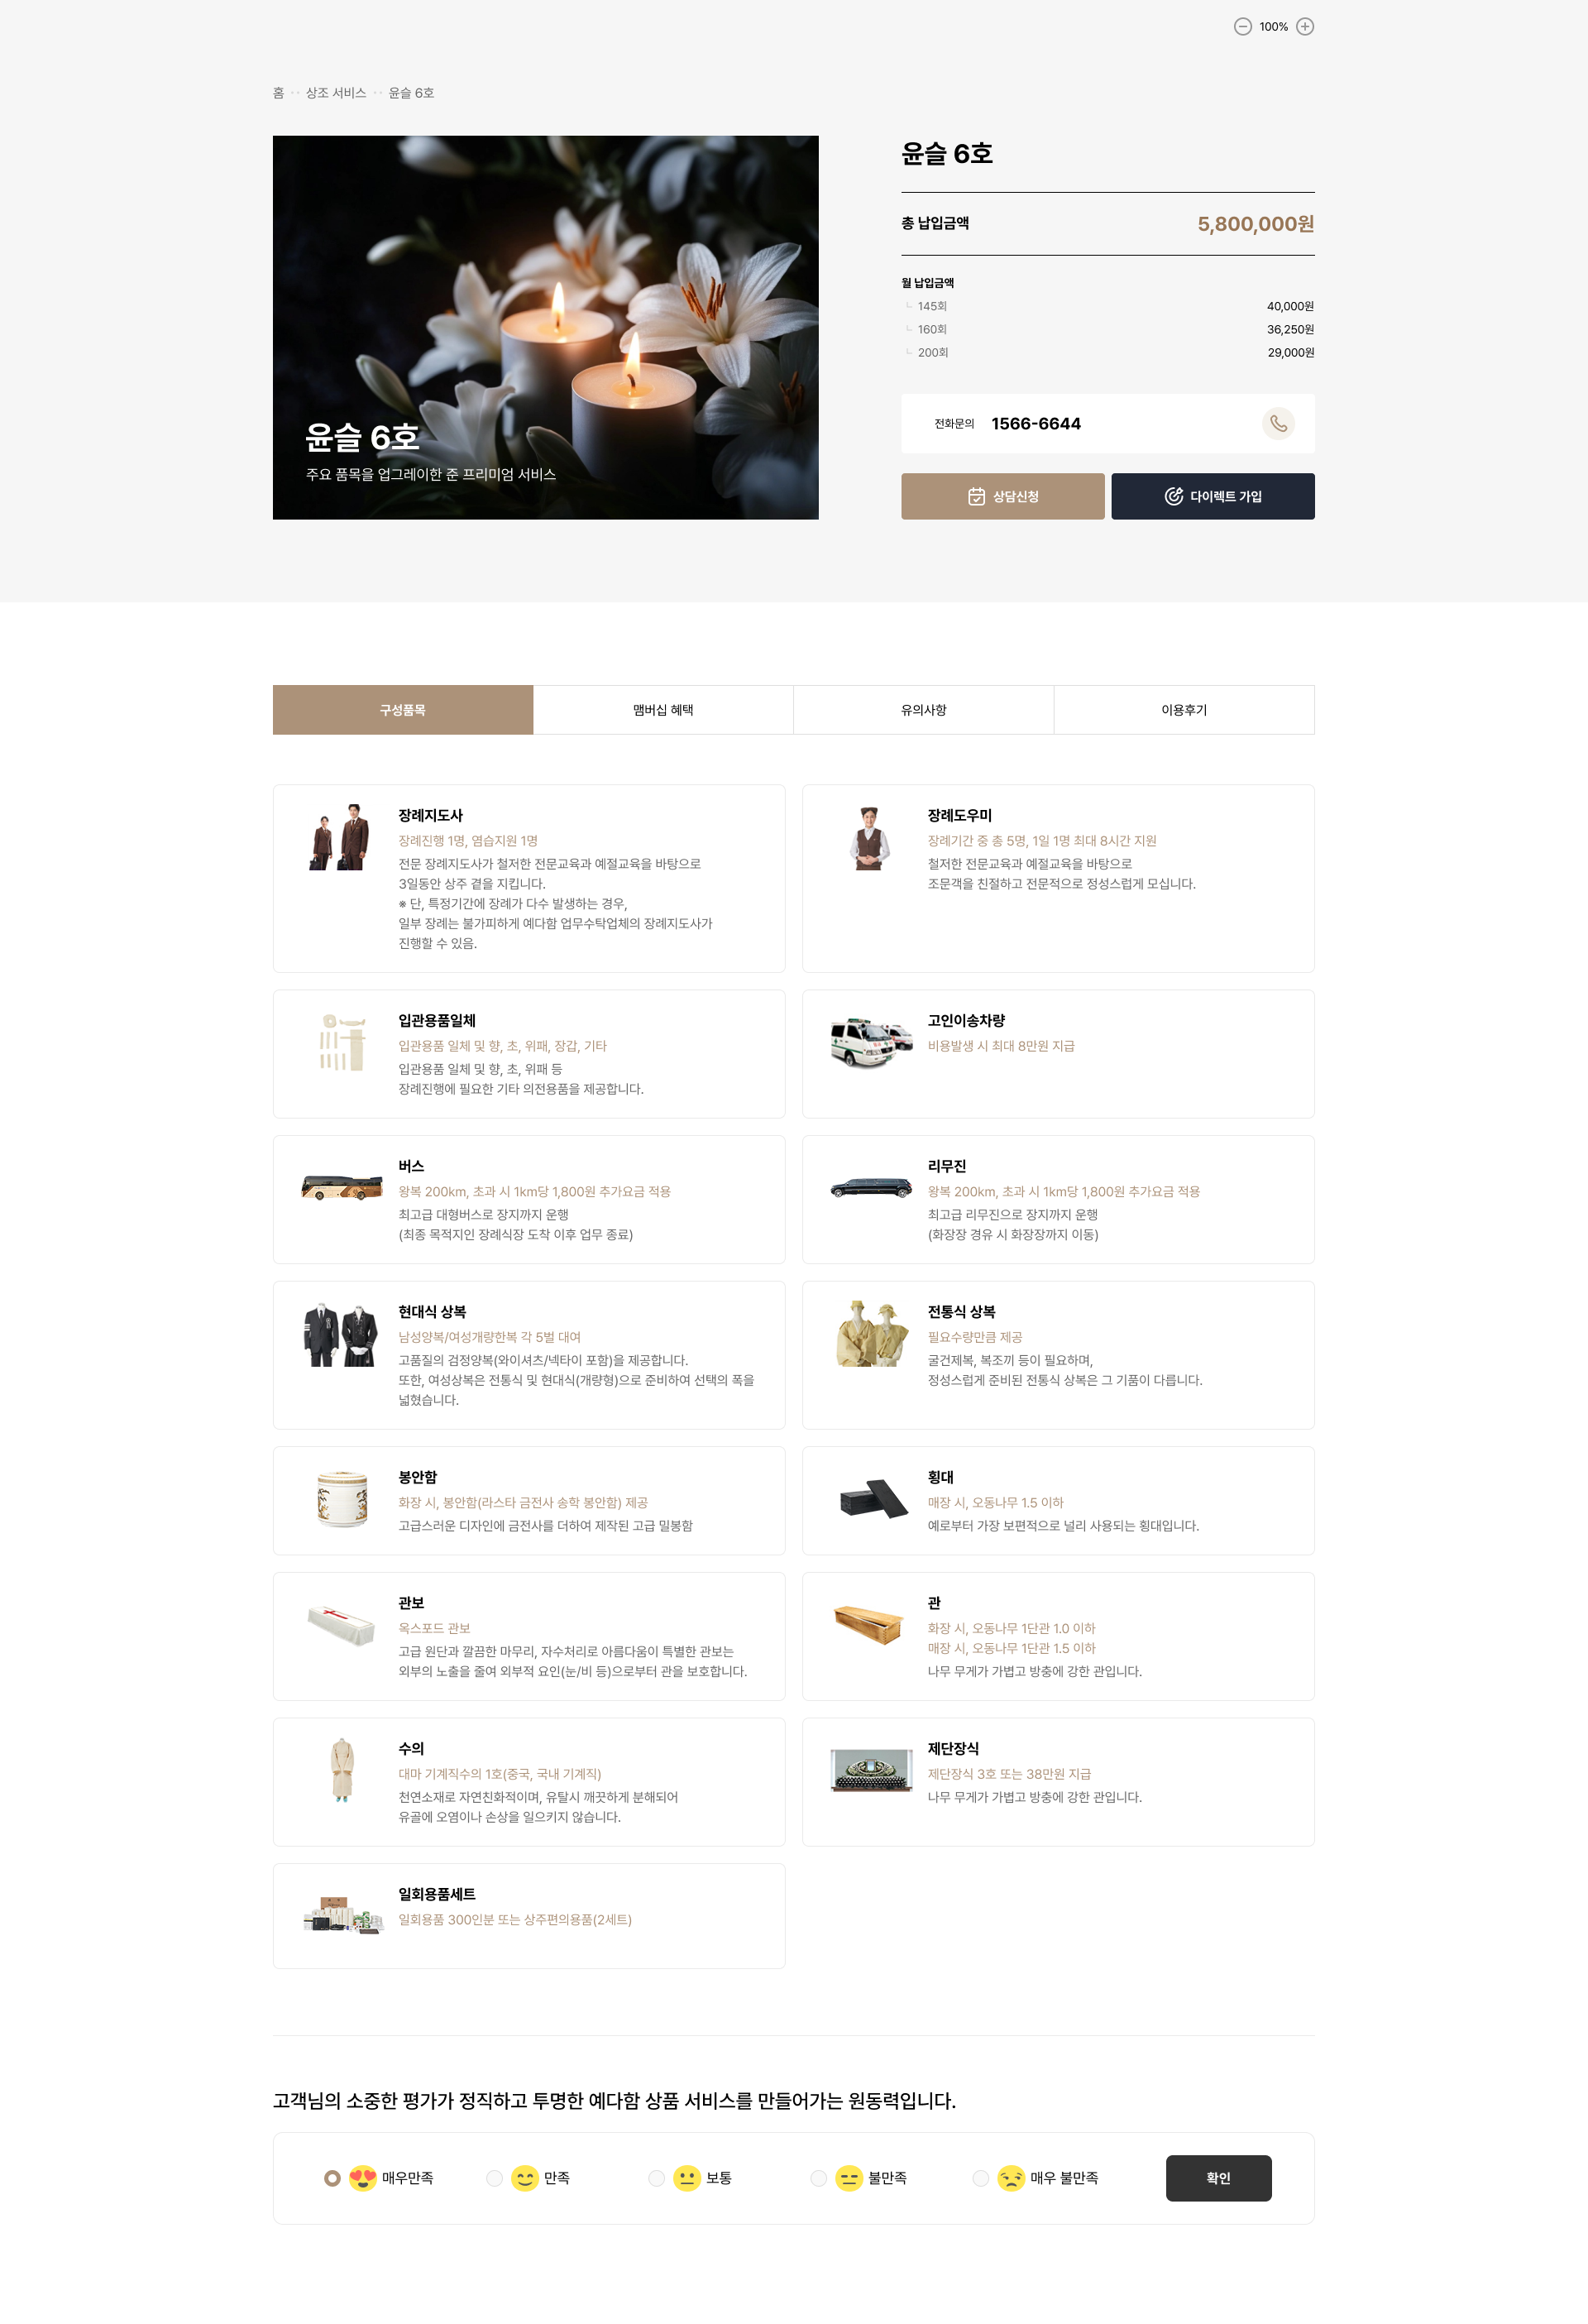 100%
홈 상조 서비스 윤슬 6호
윤슬 6호
주요 품목을 업그레이한 준 프리미엄 서비스
윤슬 6호
총 납입금액 5,800,000원
월 납입금액
145회 40,000원
160회 36,250원
200회 29,000원
전화문의 1566-6644
상담신청 다이렉트 가입
구성품목 맴버십 혜택 유의사항 이용후기
장례지도사
장례진행 1명, 염습지원 1명
전문 장례지도사가 철저한 전문교육과 예절교육을 바탕으로
3일동안 상주 곁을 지킵니다.
※ 단, 특정기간에 장례가 다수 발생하는 경우,
일부 장례는 불가피하게 예다함 업무수탁업체의 장례지도사가
진행할 수 있음.
장례도우미
장례기간 중 총 5명, 1일 1명 최대 8시간 지원
철저한 전문교육과 예절교육을 바탕으로
조문객을 친절하고 전문적으로 정성스럽게 모십니다.
입관용품일체
입관용품 일체 및 향, 초, 위패, 장갑, 기타
입관용품 일체 및 향, 초, 위패 등
장례진행에 필요한 기타 의전용품을 제공합니다.
고인이송차량
비용발생 시 최대 8만원 지급
버스
왕복 200km, 초과 시 1km당 1,800원 추가요금 적용
최고급 대형버스로 장지까지 운행
(최종 목적지인 장례식장 도착 이후 업무 종료)
리무진
왕복 200km, 초과 시 1km당 1,800원 추가요금 적용
최고급 리무진으로 장지까지 운행
(화장장 경유 시 화장장까지 이동)
현대식 상복
남성양복/여성개량한복 각 5벌 대여
고품질의 검정양복(와이셔츠/넥타이 포함)을 제공합니다.
또한, 여성상복은 전통식 및 현대식(개량형)으로 준비하여 선택의 폭을
넓혔습니다.
전통식 상복
필요수량만큼 제공
굴건제복, 복조끼 등이 필요하며,
정성스럽게 준비된 전통식 상복은 그 기품이 다릅니다.
봉안함
화장 시, 봉안함(라스타 금전사 송학 봉안함) 제공
고급스러운 디자인에 금전사를 더하여 제작된 고급 밀봉함
횡대
매장 시, 오동나무 1.5 이하
예로부터 가장 보편적으로 널리 사용되는 횡대입니다.
관보
옥스포드 관보
고급 원단과 깔끔한 마무리, 자수처리로 아름다움이 특별한 관보는
외부의 노출을 줄여 외부적 요인(눈/비 등)으로부터 관을 보호합니다.
관
화장 시, 오동나무 1단관 1.0 이하
매장 시, 오동나무 1단관 1.5 이하
나무 무게가 가볍고 방충에 강한 관입니다.
수의
대마 기계직수의 1호(중국, 국내 기계직)
천연소재로 자연친화적이며, 유탈시 깨끗하게 분해되어
유골에 오염이나 손상을 일으키지 않습니다.
제단장식
제단장식 3호 또는 38만원 지급
나무 무게가 가볍고 방충에 강한 관입니다.
일회용품세트
일회용품 300인분 또는 상주편의용품(2세트)
고객님의 소중한 평가가 정직하고 투명한 예다함 상품 서비스를 만들어가는 원동력입니다.
매우만족 만족 보통 불만족 매우 불만족 확인